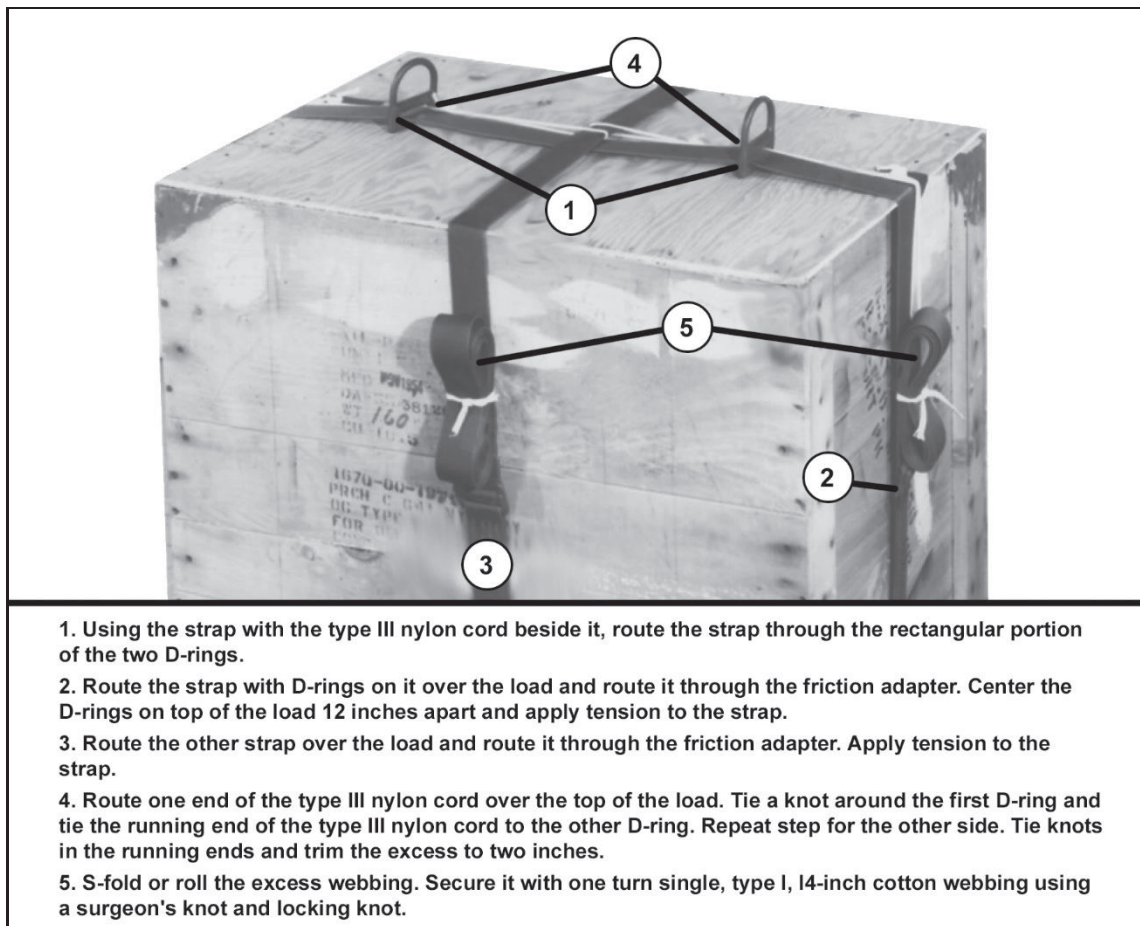 4
1
5
2
3
160
1670-00-
PRCH C
OG TYPE
FOR
1. Using the strap with the type III nylon cord beside it, route the strap through the rectangular portion
of the two D-rings.
2. Route the strap with D-rings on it over the load and route it through the friction adapter. Center the
D-rings on top of the load 12 inches apart and apply tension to the strap.
3. Route the other strap over the load and route it through the friction adapter. Apply tension to the
strap.
4. Route one end of the type III nylon cord over the top of the load. Tie a knot around the first D-ring and
tie the running end of the type III nylon cord to the other D-ring. Repeat step for the other side. Tie knots
in the running ends and trim the excess to two inches.
5. S-fold or roll the excess webbing. Secure it with one turn single, type I, I4-inch cotton webbing using
a surgeon's knot and locking knot.